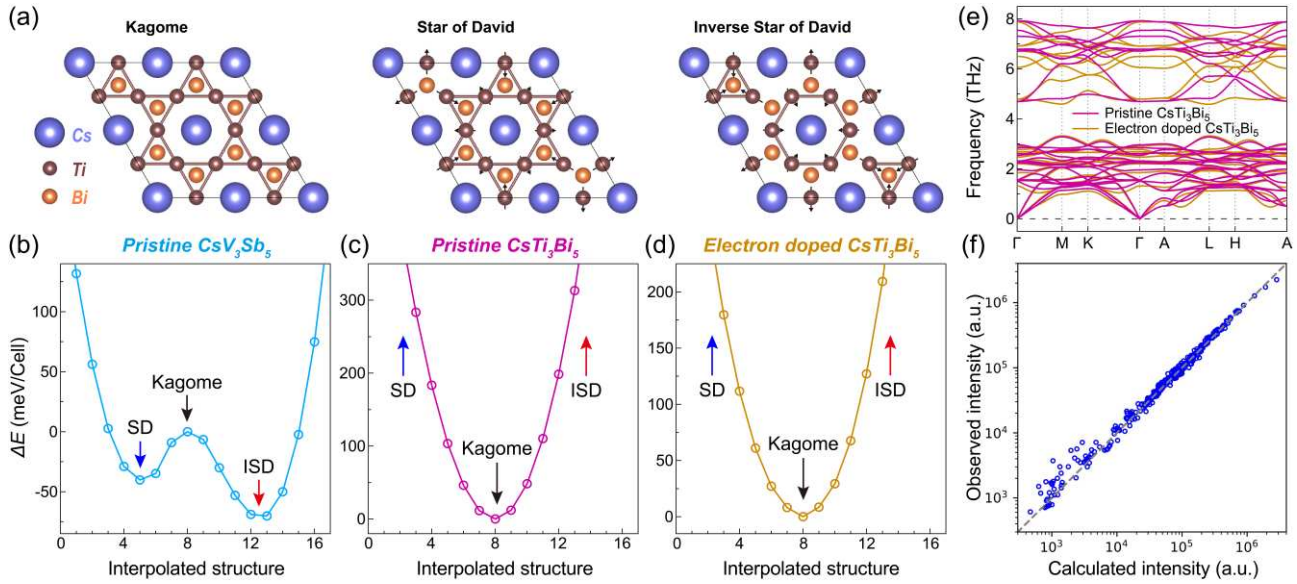 (a)
Kagome
Star of David
Inverse Star of David
Cs
Ti
Bi
(b)
Pristine CsV3Sb5
ΔE (meV/Cell)
100
50
0
-50
SD
Kagome
ISD
0 4 8 12 16
Interpolated structure
(c)
Pristine CsTi3Bi5
300
200
100
0
SD
ISD
Kagome
0 4 8 12 16
Interpolated structure
(d)
Electron doped CsTi3Bi5
200
150
100
50
0
SD
ISD
Kagome
0 4 8 12 16
Interpolated structure
(e)
Frequency (THz)
8
6
4
2
0
Pristine CsTi3Bi5
Electron doped CsTi3Bi5
Γ M K Γ A L H A
(f)
Observed intensity (a.u.)
10^6
10^5
10^4
10^3
10^3 10^4 10^5 10^6
Calculated intensity (a.u.)